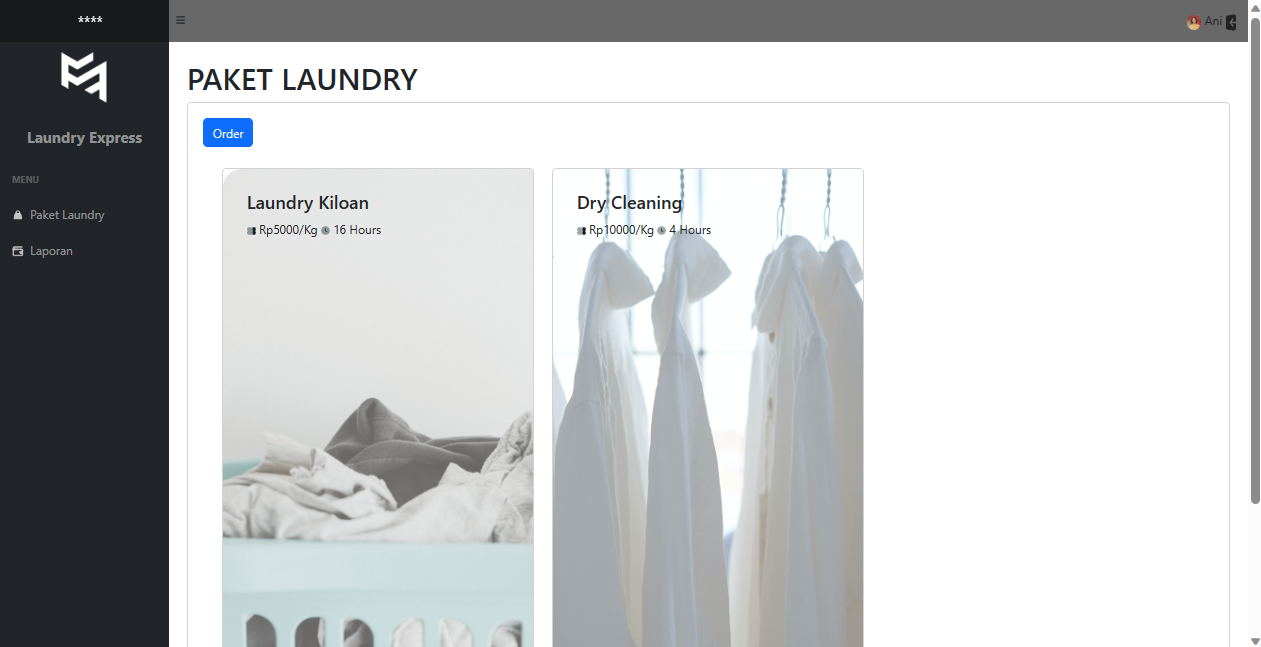 ****
Ani
Laundry Express
MENU
Paket Laundry
Laporan
PAKET LAUNDRY
Order
Laundry Kiloan
Rp5000/Kg 16 Hours
Dry Cleaning
Rp10000/Kg 4 Hours